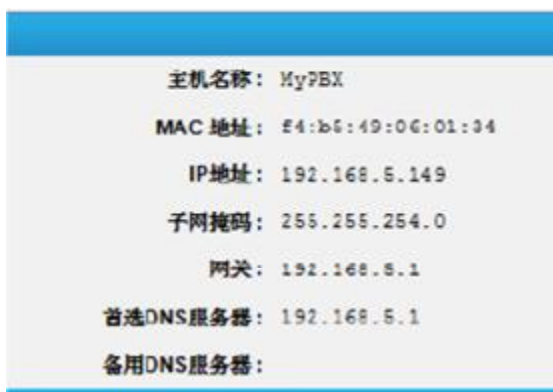 主机名称： MyPBX
MAC 地址： f4:b5:49:06:01:34
IP地址： 192.168.5.149
子网掩码： 255.255.254.0
网关： 192.168.5.1
首选DNS服务器： 192.168.5.1
备用DNS服务器：